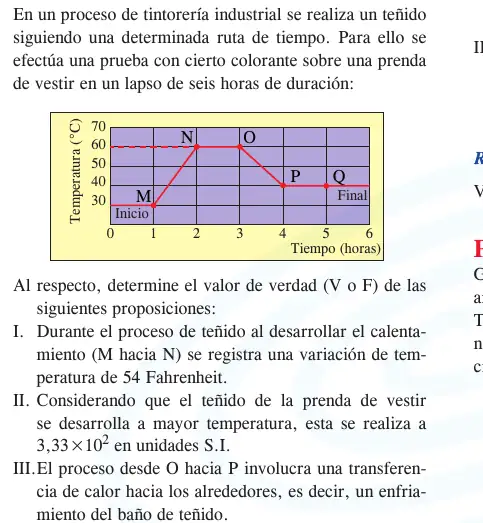 En un proceso de tintorería industrial se realiza un teñido
siguiendo una determinada ruta de tiempo. Para ello se
efectúa una prueba con cierto colorante sobre una prenda
de vestir en un lapso de seis horas de duración:
Temperatura (°C)
70
60
50
40
30
N
O
M
P
Q
Inicio
Final
0 1 2 3 4 5 6
Tiempo (horas)
Al respecto, determine el valor de verdad (V o F) de las
siguientes proposiciones:
I. Durante el proceso de teñido al desarrollar el calenta-
miento (M hacia N) se registra una variación de tem-
peratura de 54 Fahrenheit.
II. Considerando que el teñido de la prenda de vestir
se desarrolla a mayor temperatura, esta se realiza a
3,33×10² en unidades S.I.
III.El proceso desde O hacia P involucra una transferen-
cia de calor hacia los alrededores, es decir, un enfria-
miento del baño de teñido.